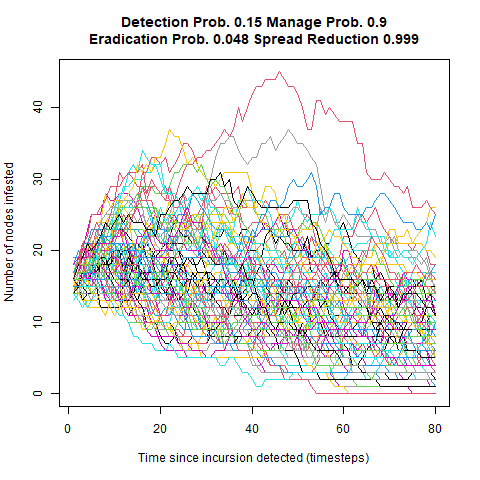 Detection Prob. 0.15 Manage Prob. 0.9
Eradication Prob. 0.048 Spread Reduction 0.999
Number of nodes infested
40
30
20
10
0
0 20 40 60 80
Time since incursion detected (timesteps)